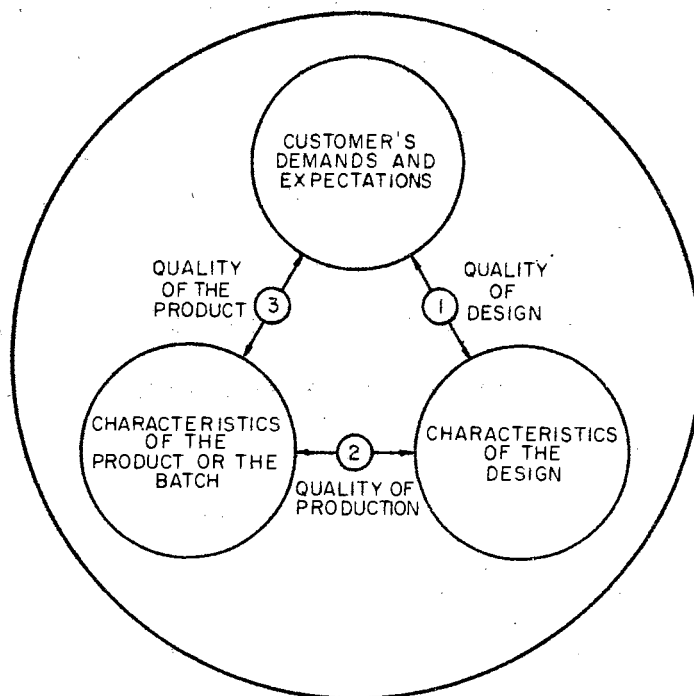 CUSTOMER'S
DEMANDS AND
EXPECTATIONS
QUALITY
OF THE
PRODUCT
3
1
QUALITY
OF
DESIGN
CHARACTERISTICS
OF THE
PRODUCT OR THE
BATCH
2
QUALITY OF
PRODUCTION
CHARACTERISTICS
OF THE
DESIGN